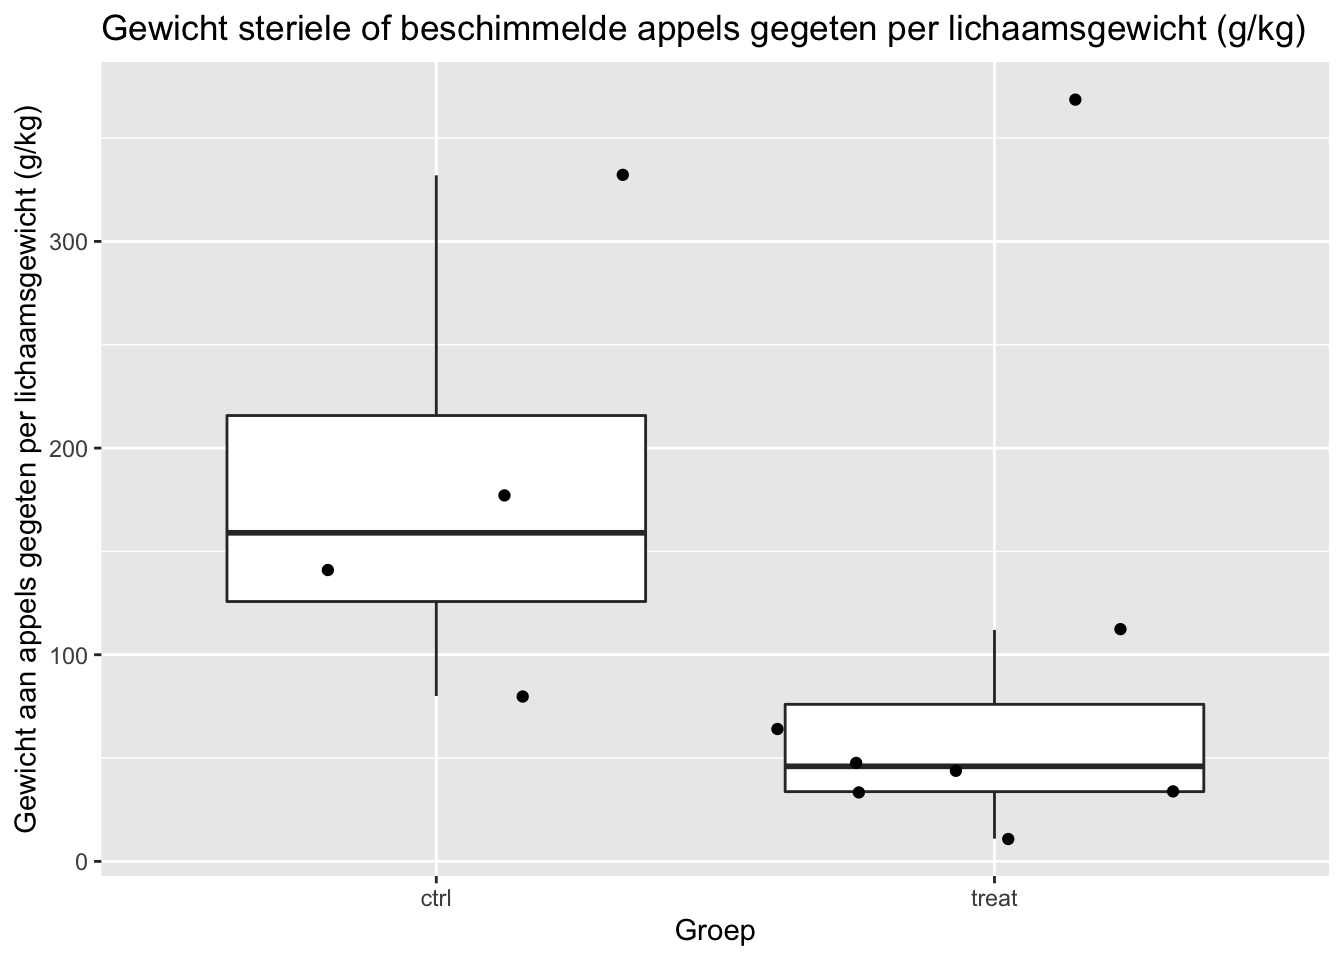 Gewicht steriele of beschimmelde appels gegeten per lichaamsgewicht (g/kg)
Gewicht aan appels gegeten per lichaamsgewicht (g/kg)
300
200
100
0
ctrl
treat
Groep